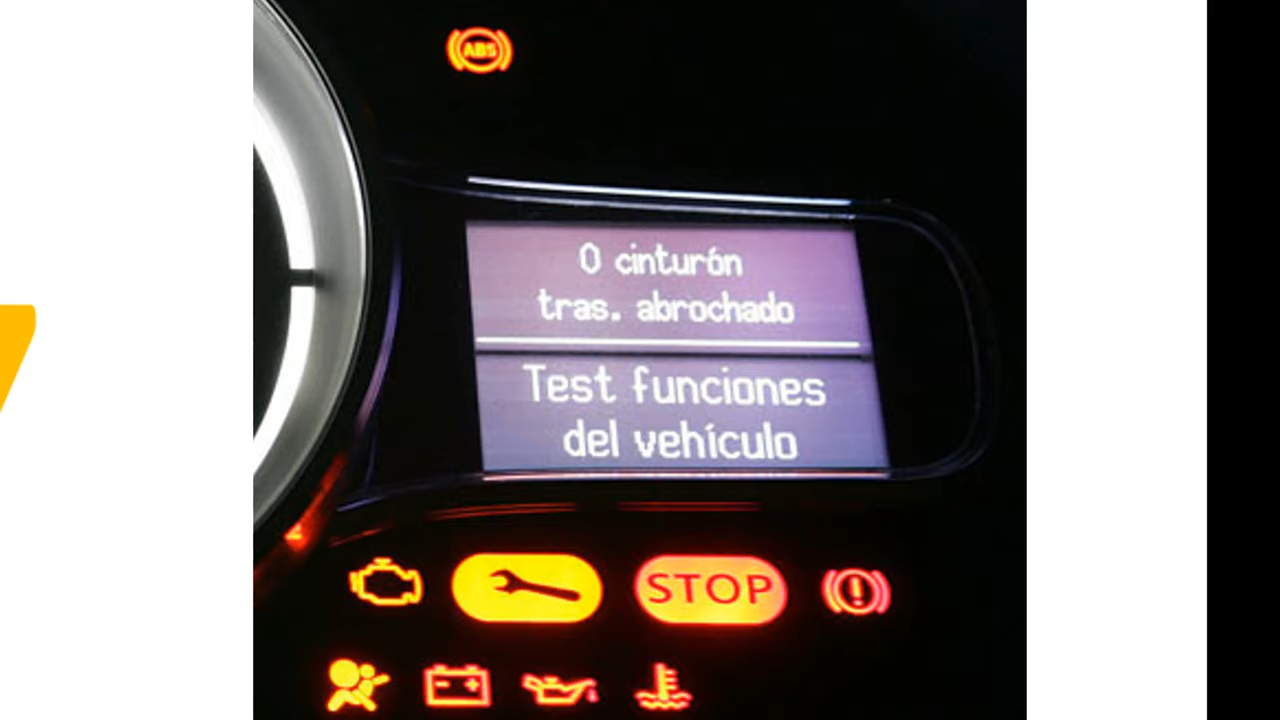 ABS
0 cinturón
tras. abrochado
Test funciones
del vehículo
STOP